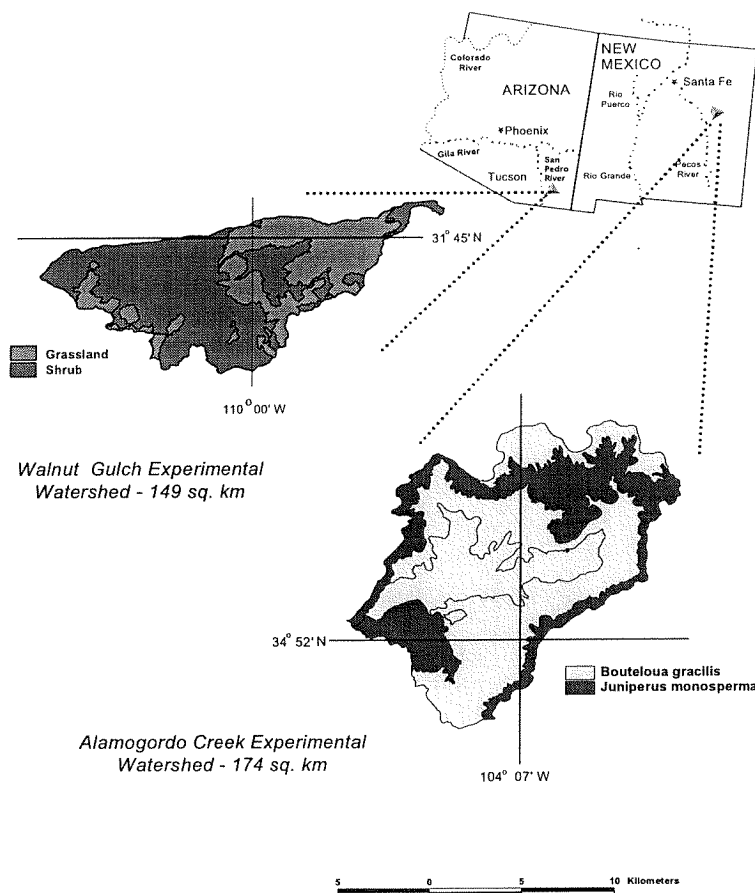 NEW
MEXICO
Colorado
River
Santa Fe
ARIZONA
Rio
Puerco
Phoenix
Gila River
San
Pedro
River
Tucson
Rio Grande
Pecos
River
31° 45' N
Grassland
Shrub
110° 00' W
Walnut Gulch Experimental
Watershed - 149 sq. km
34° 52' N
Bouteloua gracilis
Juniperus monosperma
Alamogordo Creek Experimental
Watershed - 174 sq. km
104° 07' W
5 0 5 10 Kilometers